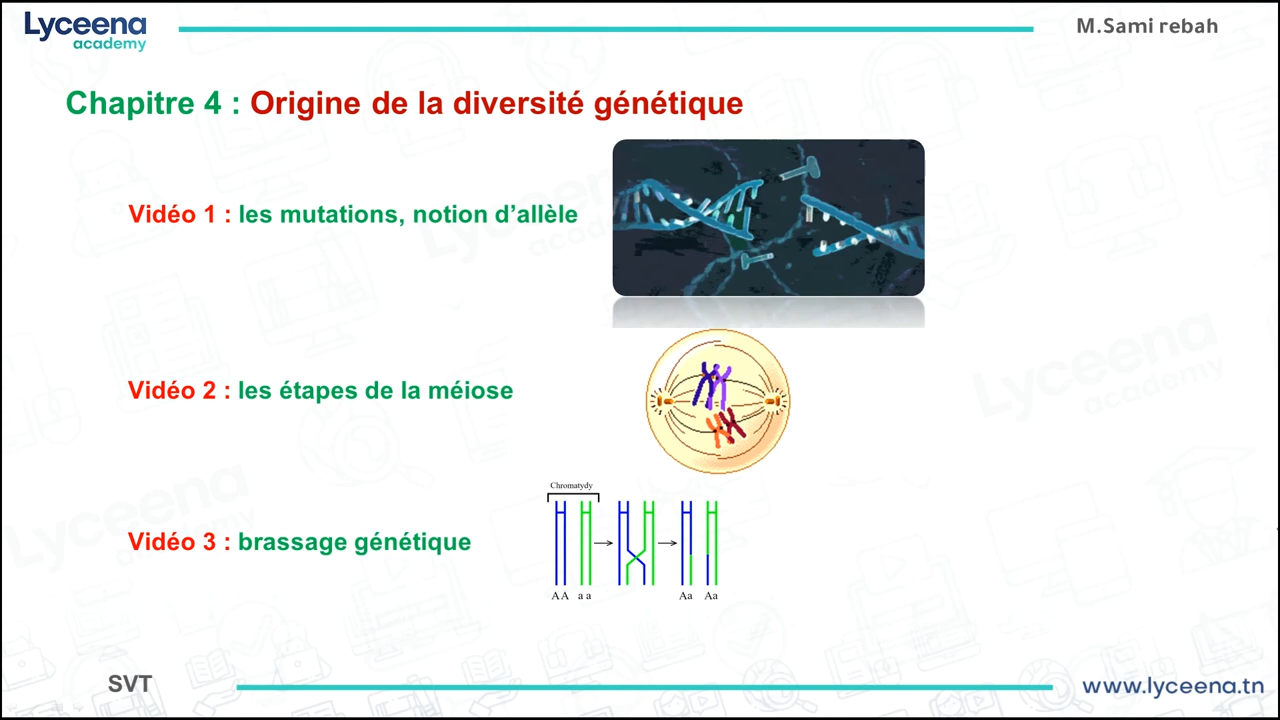 Lyceena
academy
M.Sami rebah
Chapitre 4 : Origine de la diversité génétique
Vidéo 1 : les mutations, notion d’allèle
Vidéo 2 : les étapes de la méiose
Chromatydy
Vidéo 3 : brassage génétique
AA aa Aa Aa
SVT
www.lyceena.tn